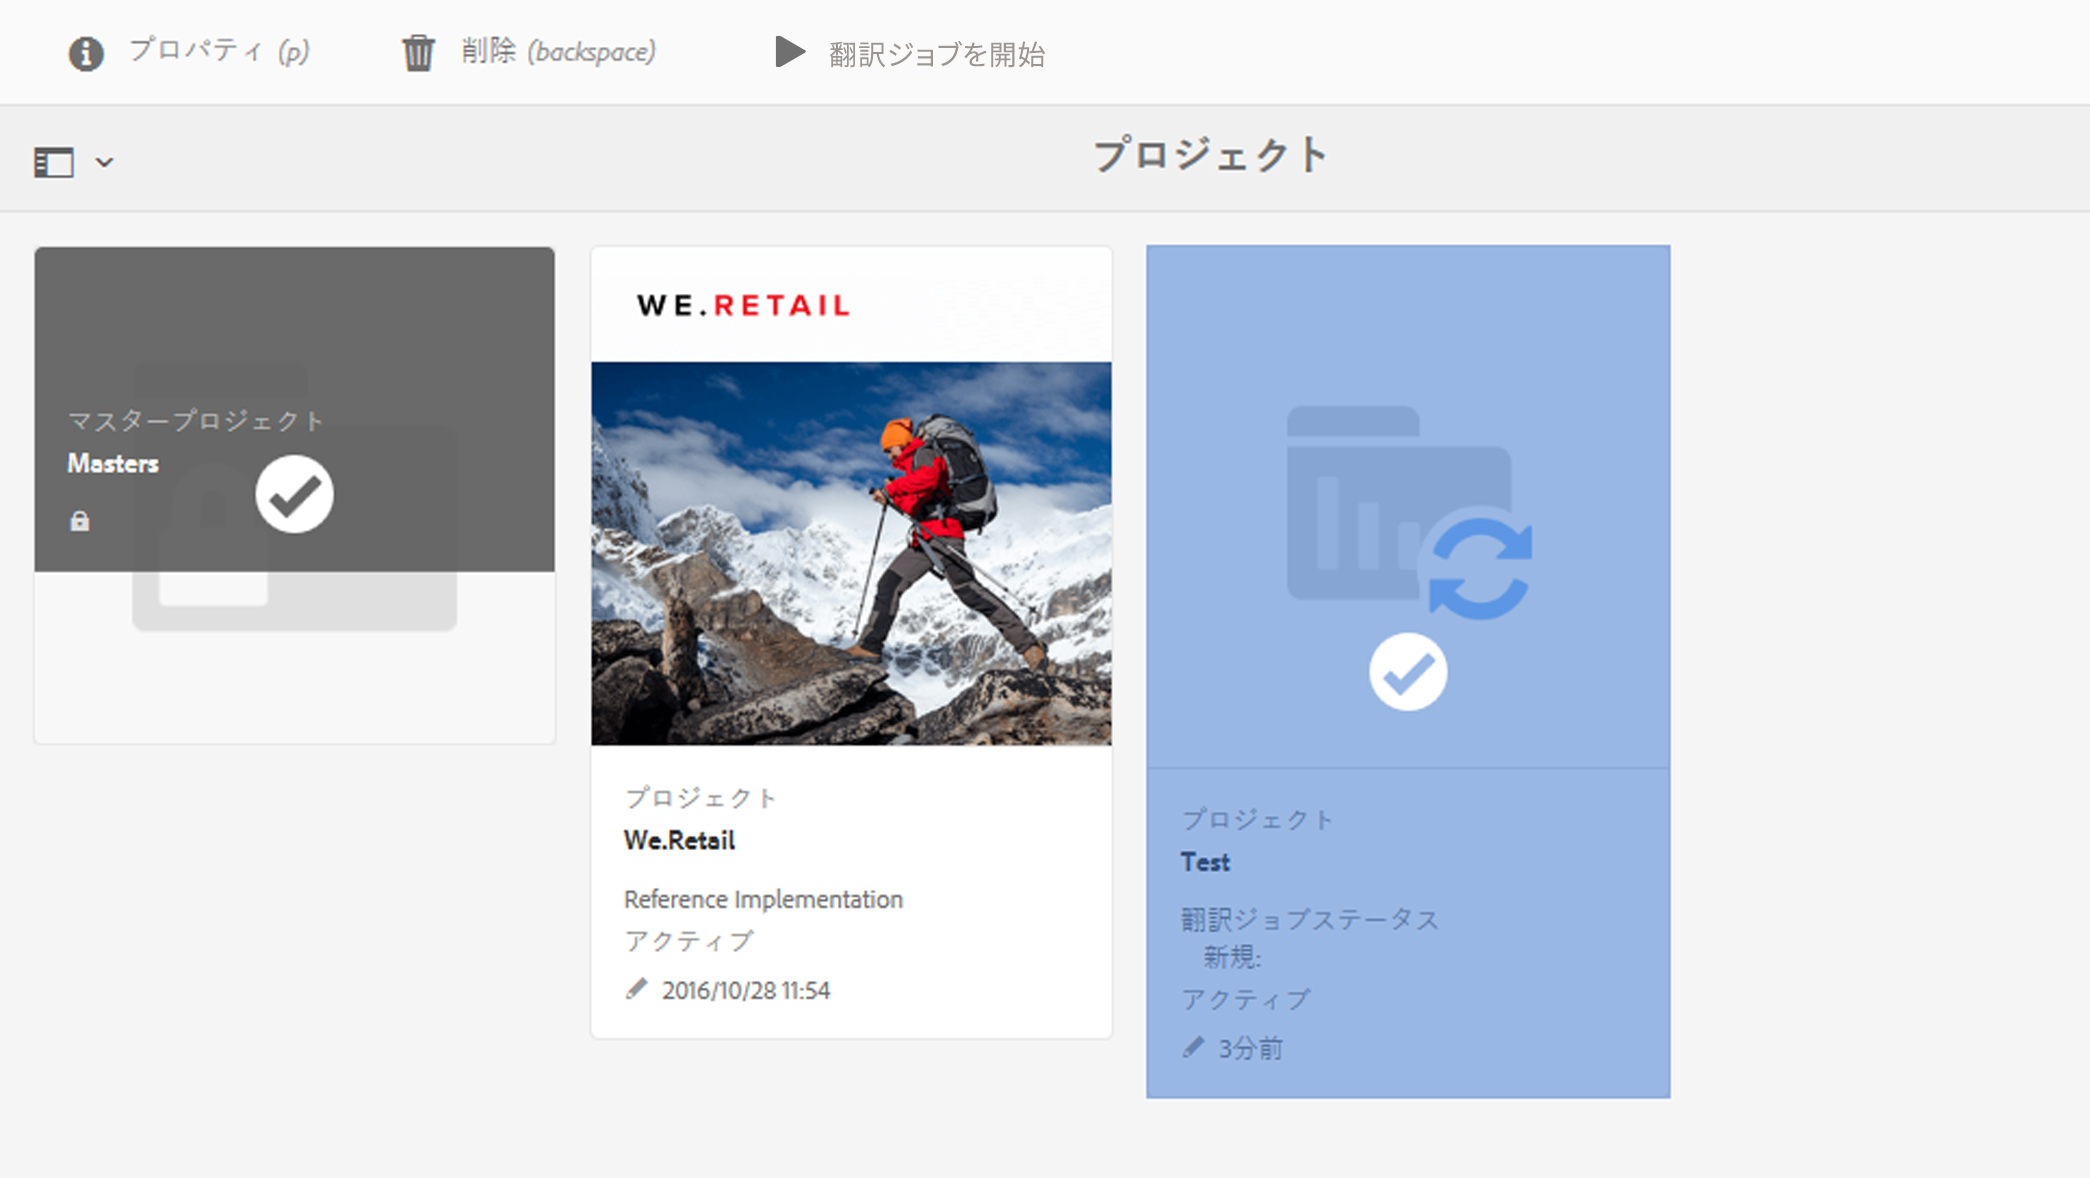 プロパティ (p)
削除 (backspace)
翻訳ジョブを開始
プロジェクト
マスタープロジェクト
Masters
WE.RETAIL
プロジェクト
We.Retail
Reference Implementation
アクティブ
2016/10/28 11:54
プロジェクト
Test
翻訳ジョブステータス
新規:
アクティブ
3分前